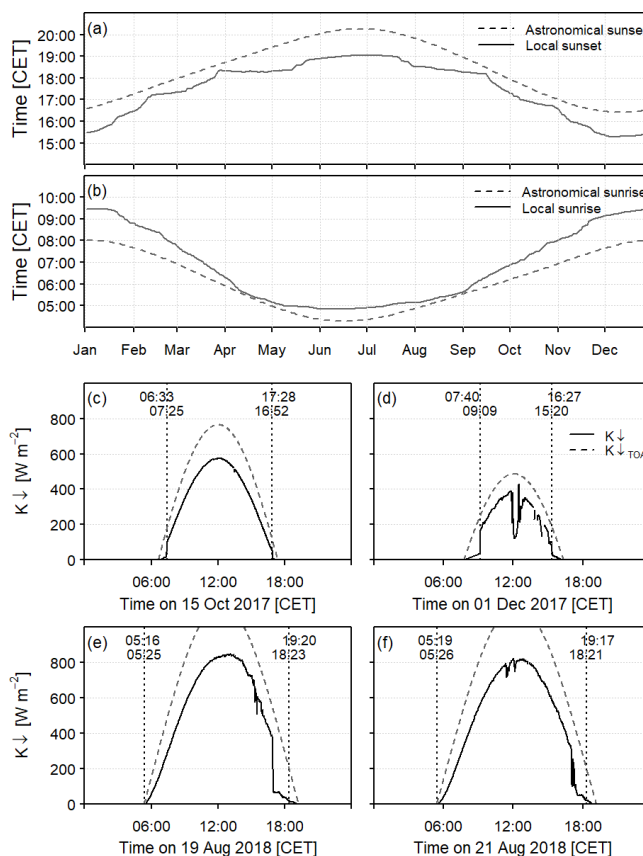 (a)
Astronomical sunse
Local sunset
Time [CET]
20:00
19:00
18:00
17:00
16:00
15:00
(b)
Astronomical sunrise
Local sunrise
Time [CET]
10:00
09:00
08:00
07:00
06:00
05:00
Jan Feb Mar Apr May Jun Jul Aug Sep Oct Nov Dec
(c)
06:33 17:28
07:25 16:52
K↓ [W m−2]
800
600
400
200
0
06:00 12:00 18:00
Time on 15 Oct 2017 [CET]
(d)
07:40 16:27
09:09 15:20
K↓
K↓TOA
06:00 12:00 18:00
Time on 01 Dec 2017 [CET]
(e)
05:16 19:20
05:25 18:23
K↓ [W m−2]
800
600
400
200
0
06:00 12:00 18:00
Time on 19 Aug 2018 [CET]
(f)
05:19 19:17
05:26 18:21
06:00 12:00 18:00
Time on 21 Aug 2018 [CET]